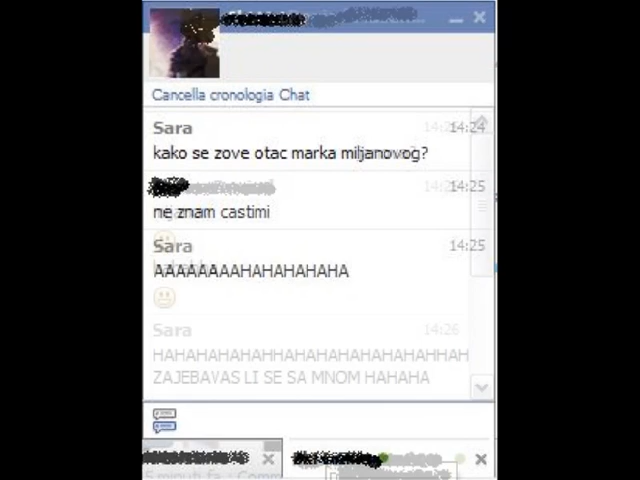 Cancella cronologia Chat
Sara 14:24
kako se zove otac marka miljanovog?
14:25
ne znam castimi
Sara 14:25
AAAAAAAAHAHAHAHAHA
Sara 14:26
HAHAHAHAHAHHAHAHAHAHAHAHAHHAH
ZAJEBAVAS LI SE SA MNOM HAHAHA